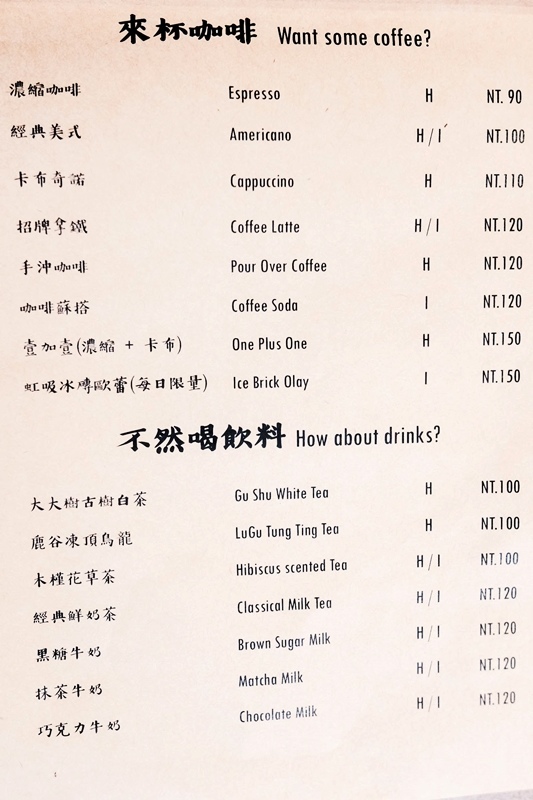 來杯咖啡 Want some coffee?
濃縮咖啡 Espresso H NT. 90
經典美式 Americano H / I NT.100
卡布奇諾 Cappuccino H NT.110
招牌拿鐵 Coffee Latte H / I NT.120
手沖咖啡 Pour Over Coffee H NT.120
咖啡蘇搭 Coffee Soda I NT.120
壹加壹(濃縮 + 卡布) One Plus One H NT.150
虹吸冰磚歐蕾(每日限量) Ice Brick Olay I NT.150
不然喝飲料 How about drinks?
大大樹古樹白茶 Gu Shu White Tea H NT.100
鹿谷凍頂烏龍 LuGu Tung Ting Tea H NT.100
木槿花草茶 Hibiscus scented Tea H / I NT.100
經典鮮奶茶 Classical Milk Tea H / I NT.120
黑糖牛奶 Brown Sugar Milk H / I NT.120
抹茶牛奶 Matcha Milk H / I NT.120
巧克力牛奶 Chocolate Milk H / I NT.120